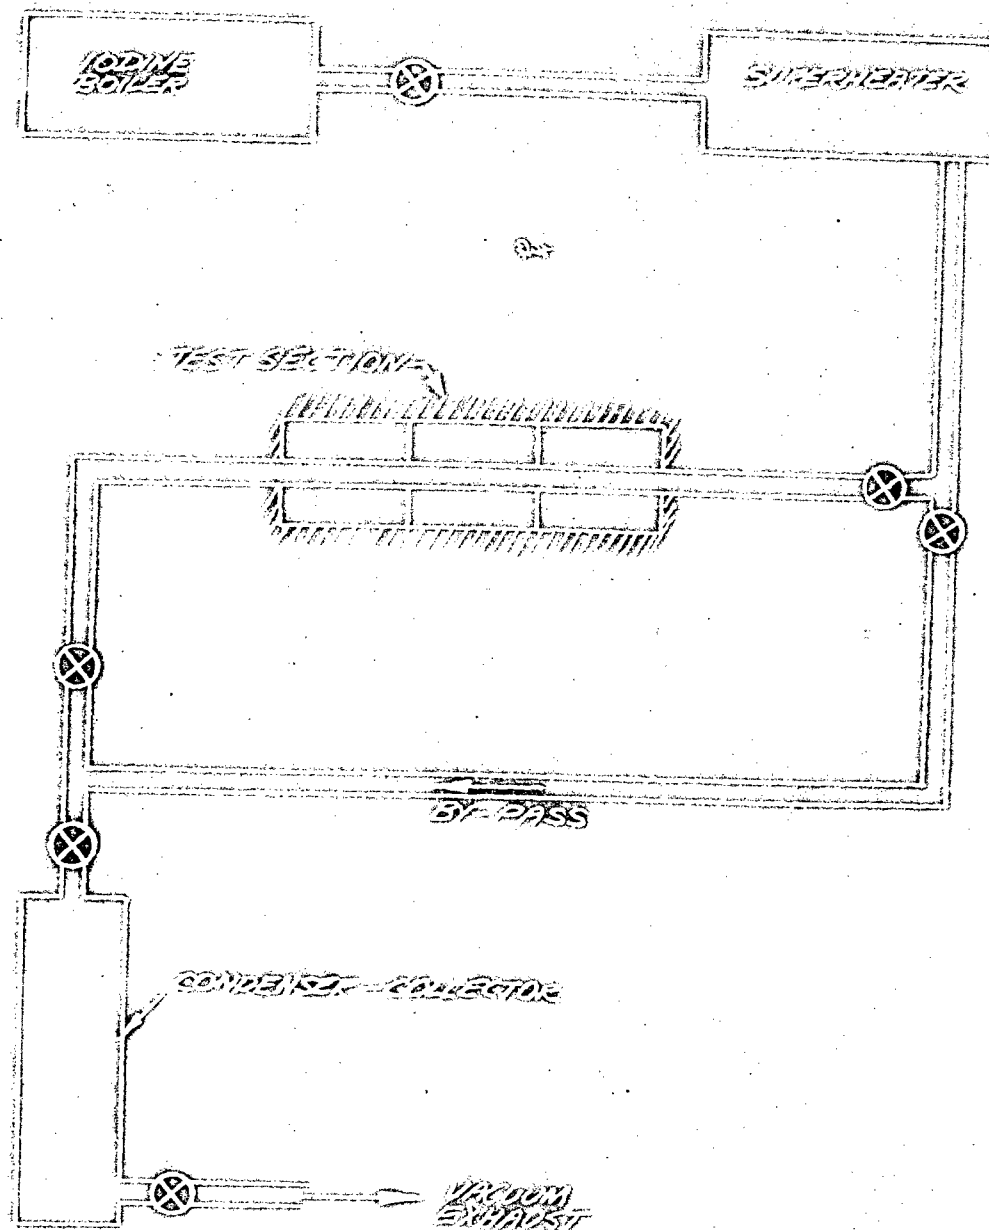 IODINE
BOILER
SUPERHEATER
TEST SECTION
BY-PASS
CONDENSER-COLLECTOR
VACUUM
EXHAUST